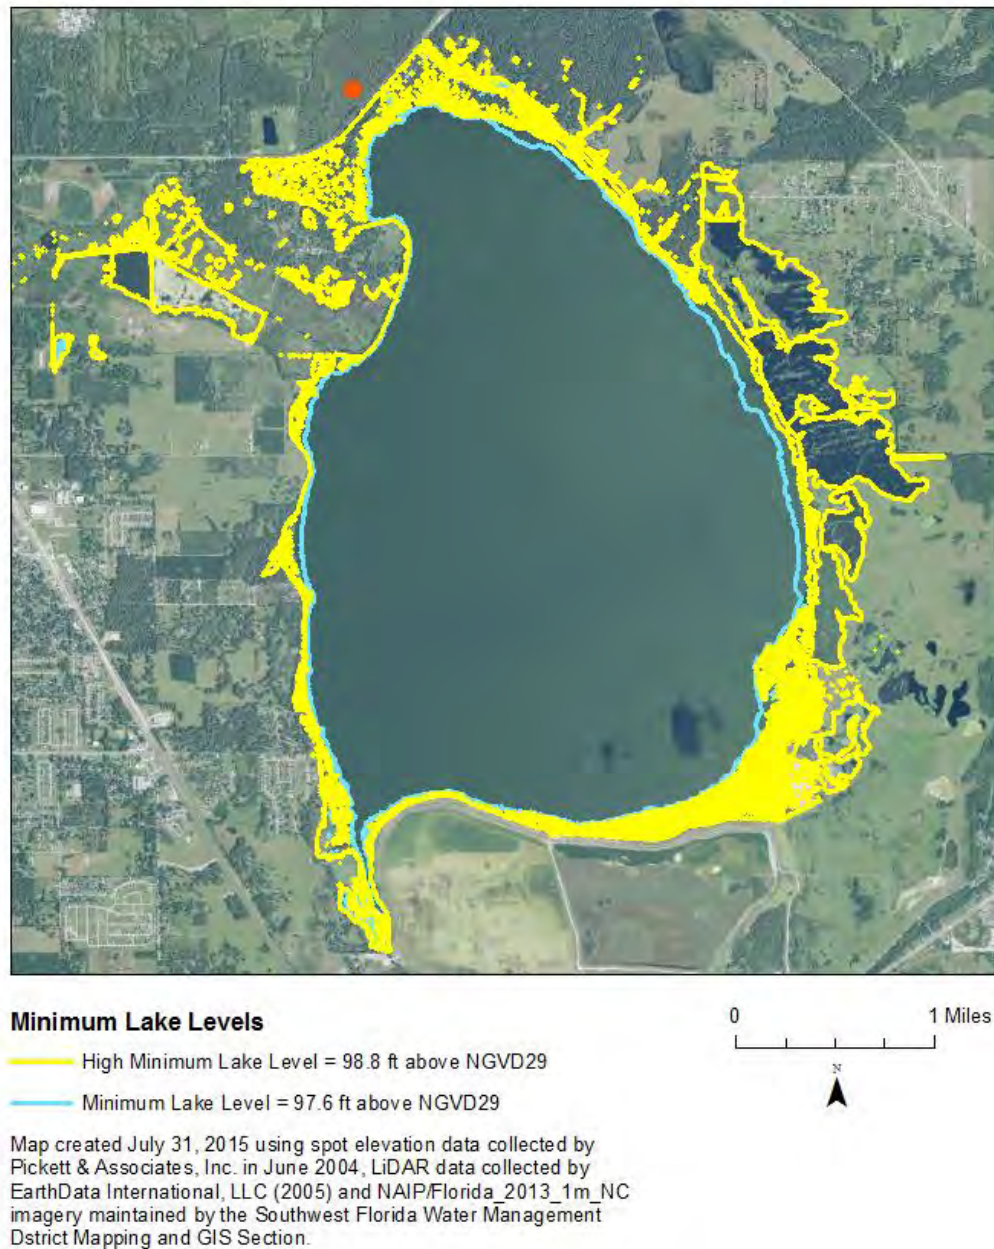 Minimum Lake Levels
0 1 Miles
High Minimum Lake Level = 98.8 ft above NGVD29
N
Minimum Lake Level = 97.6 ft above NGVD29
Map created July 31, 2015 using spot elevation data collected by
Pickett & Associates, Inc. in June 2004, LiDAR data collected by
EarthData International, LLC (2005) and NAIP/Florida_2013_1m_NC
imagery maintained by the Southwest Florida Water Management
Dstrict Mapping and GIS Section.